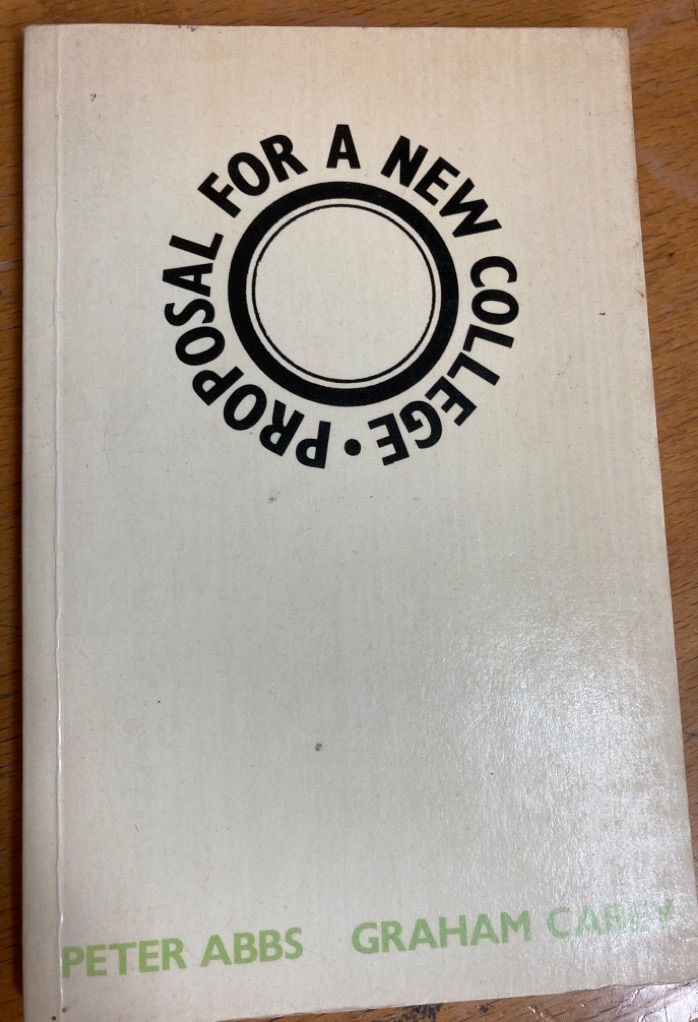 PROPOSAL FOR A NEW COLLEGE •
PETER ABBS GRAHAM CAREY